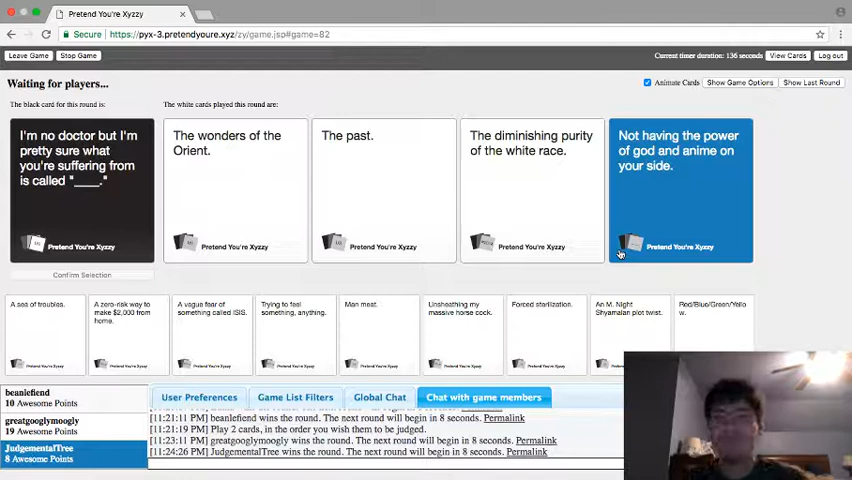 Pretend You're Xyzzy
Secure
https://pyx-3.pretendyoure.xyz/zy/game.jsp#game=82
Leave Game
Stop Game
Current timer duration: 136 seconds
View Cards
Log out
Waiting for players...
Animate Cards
Show Game Options
Show Last Round
The black card for this round is:
The white cards played this round are:
I'm no doctor but I'm
pretty sure what
you're suffering from
is called "____."
Pretend You're Xyzzy
The wonders of the
Orient.
Pretend You're Xyzzy
The past.
Pretend You're Xyzzy
The diminishing purity
of the white race.
Pretend You're Xyzzy
Not having the power
of god and anime on
your side.
Pretend You're Xyzzy
Confirm Selection
A sea of troubles.
A zero-risk way to
make $2,000 from
home.
A vague fear of
something called ISIS.
Trying to feel
something, anything.
Man meat.
Unsheathing my
massive horse cock.
Forced sterilization.
An M. Night
Shyamalan plot twist.
Red/Blue/Green/Yello
w.
beanlefiend
10 Awesome Points
greatgooglymoogly
19 Awesome Points
JudgementalTree
8 Awesome Points
User Preferences
Game List Filters
Global Chat
Chat with game members
[11:21:11 PM] beanlefiend wins the round. The next round will begin in 8 seconds. Permalink
[11:21:19 PM] Play 2 cards, in the order you wish them to be judged.
[11:23:11 PM] greatgooglymoogly wins the round. The next round will begin in 8 seconds. Permalink
[11:24:26 PM] JudgementalTree wins the round. The next round will begin in 8 seconds. Permalink